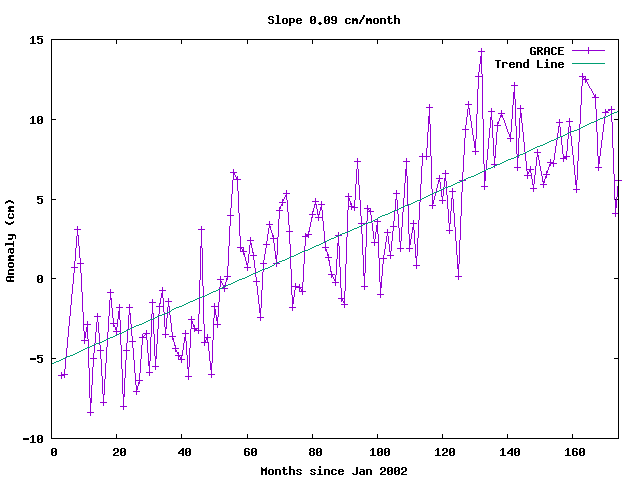 Slope 0.09 cm/month
GRACE
Trend Line
15
10
5
0
-5
-10
Anomaly (cm)
0 20 40 60 80 100 120 140 160
Months since Jan 2002